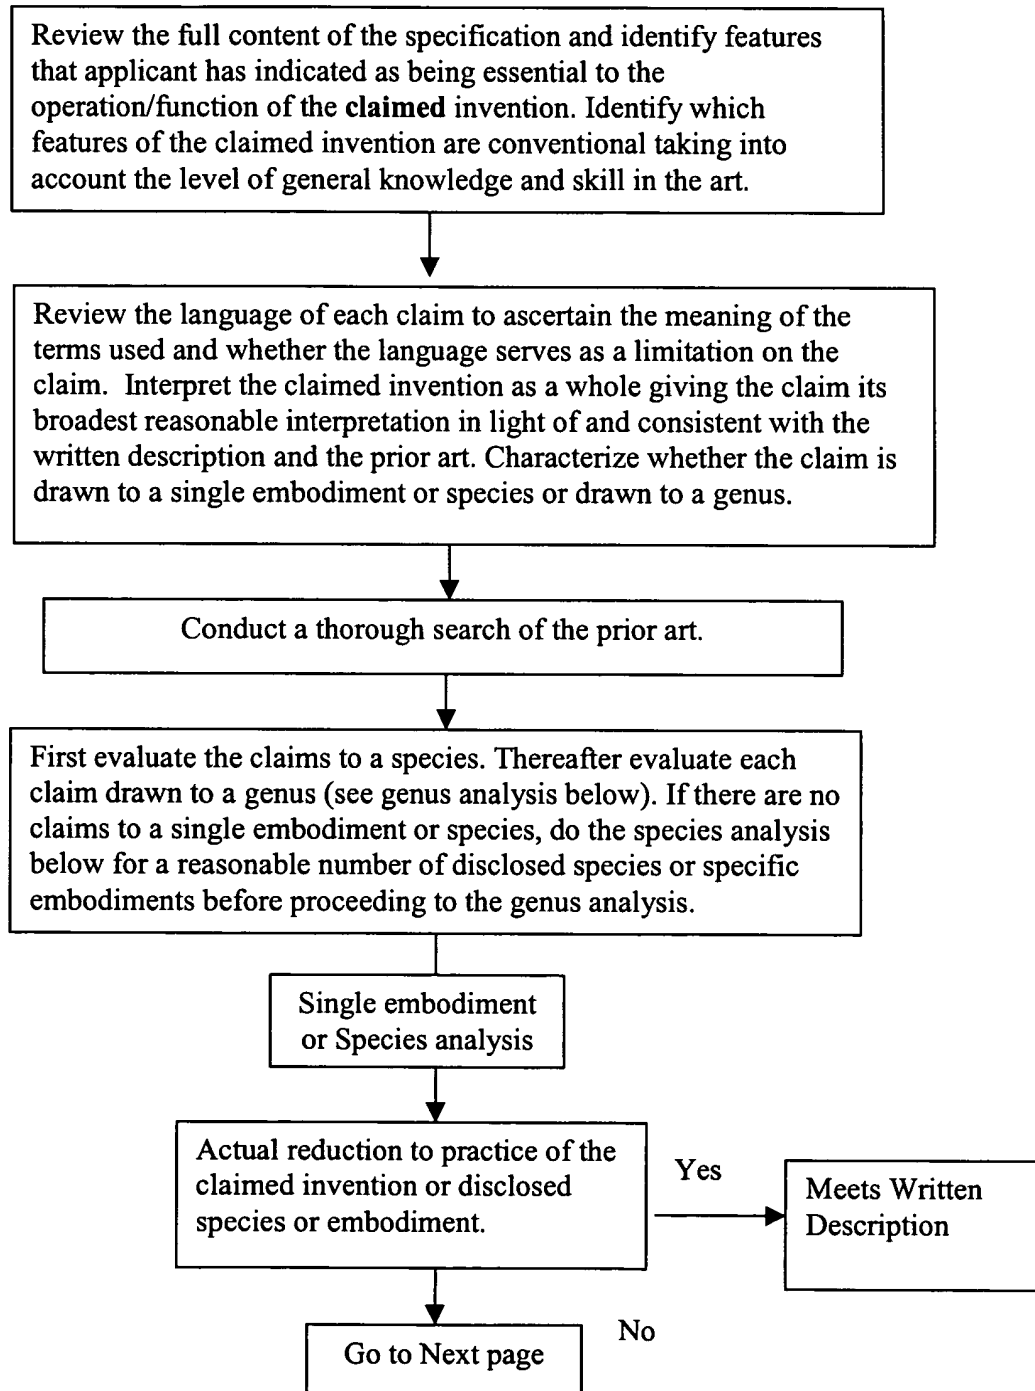 Review the full content of the specification and identify features
that applicant has indicated as being essential to the
operation/function of the claimed invention. Identify which
features of the claimed invention are conventional taking into
account the level of general knowledge and skill in the art.
Review the language of each claim to ascertain the meaning of the
terms used and whether the language serves as a limitation on the
claim. Interpret the claimed invention as a whole giving the claim its
broadest reasonable interpretation in light of and consistent with the
written description and the prior art. Characterize whether the claim is
drawn to a single embodiment or species or drawn to a genus.
Conduct a thorough search of the prior art.
First evaluate the claims to a species. Thereafter evaluate each
claim drawn to a genus (see genus analysis below). If there are no
claims to a single embodiment or species, do the species analysis
below for a reasonable number of disclosed species or specific
embodiments before proceeding to the genus analysis.
Single embodiment
or Species analysis
Actual reduction to practice of the
claimed invention or disclosed
species or embodiment.
Yes
Meets Written
Description
No
Go to Next page